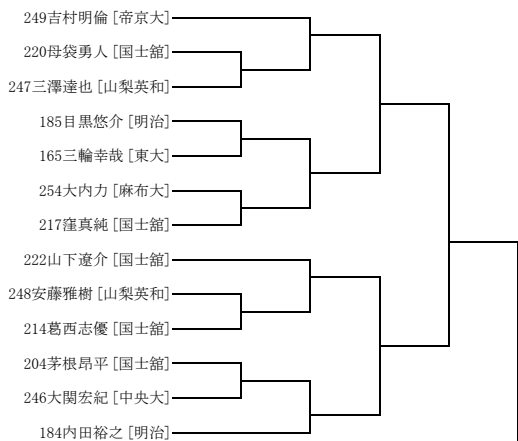 249吉村明倫 [帝京大]
220母袋勇人 [国士舘]
247三澤達也 [山梨英和]
185目黒悠介 [明治]
165三輪幸哉 [東大]
254大内力 [麻布大]
217窪真純 [国士舘]
222山下遼介 [国士舘]
248安藤雅樹 [山梨英和]
214葛西志優 [国士舘]
204茅根昂平 [国士舘]
246大関宏紀 [中央大]
184内田裕之 [明治]